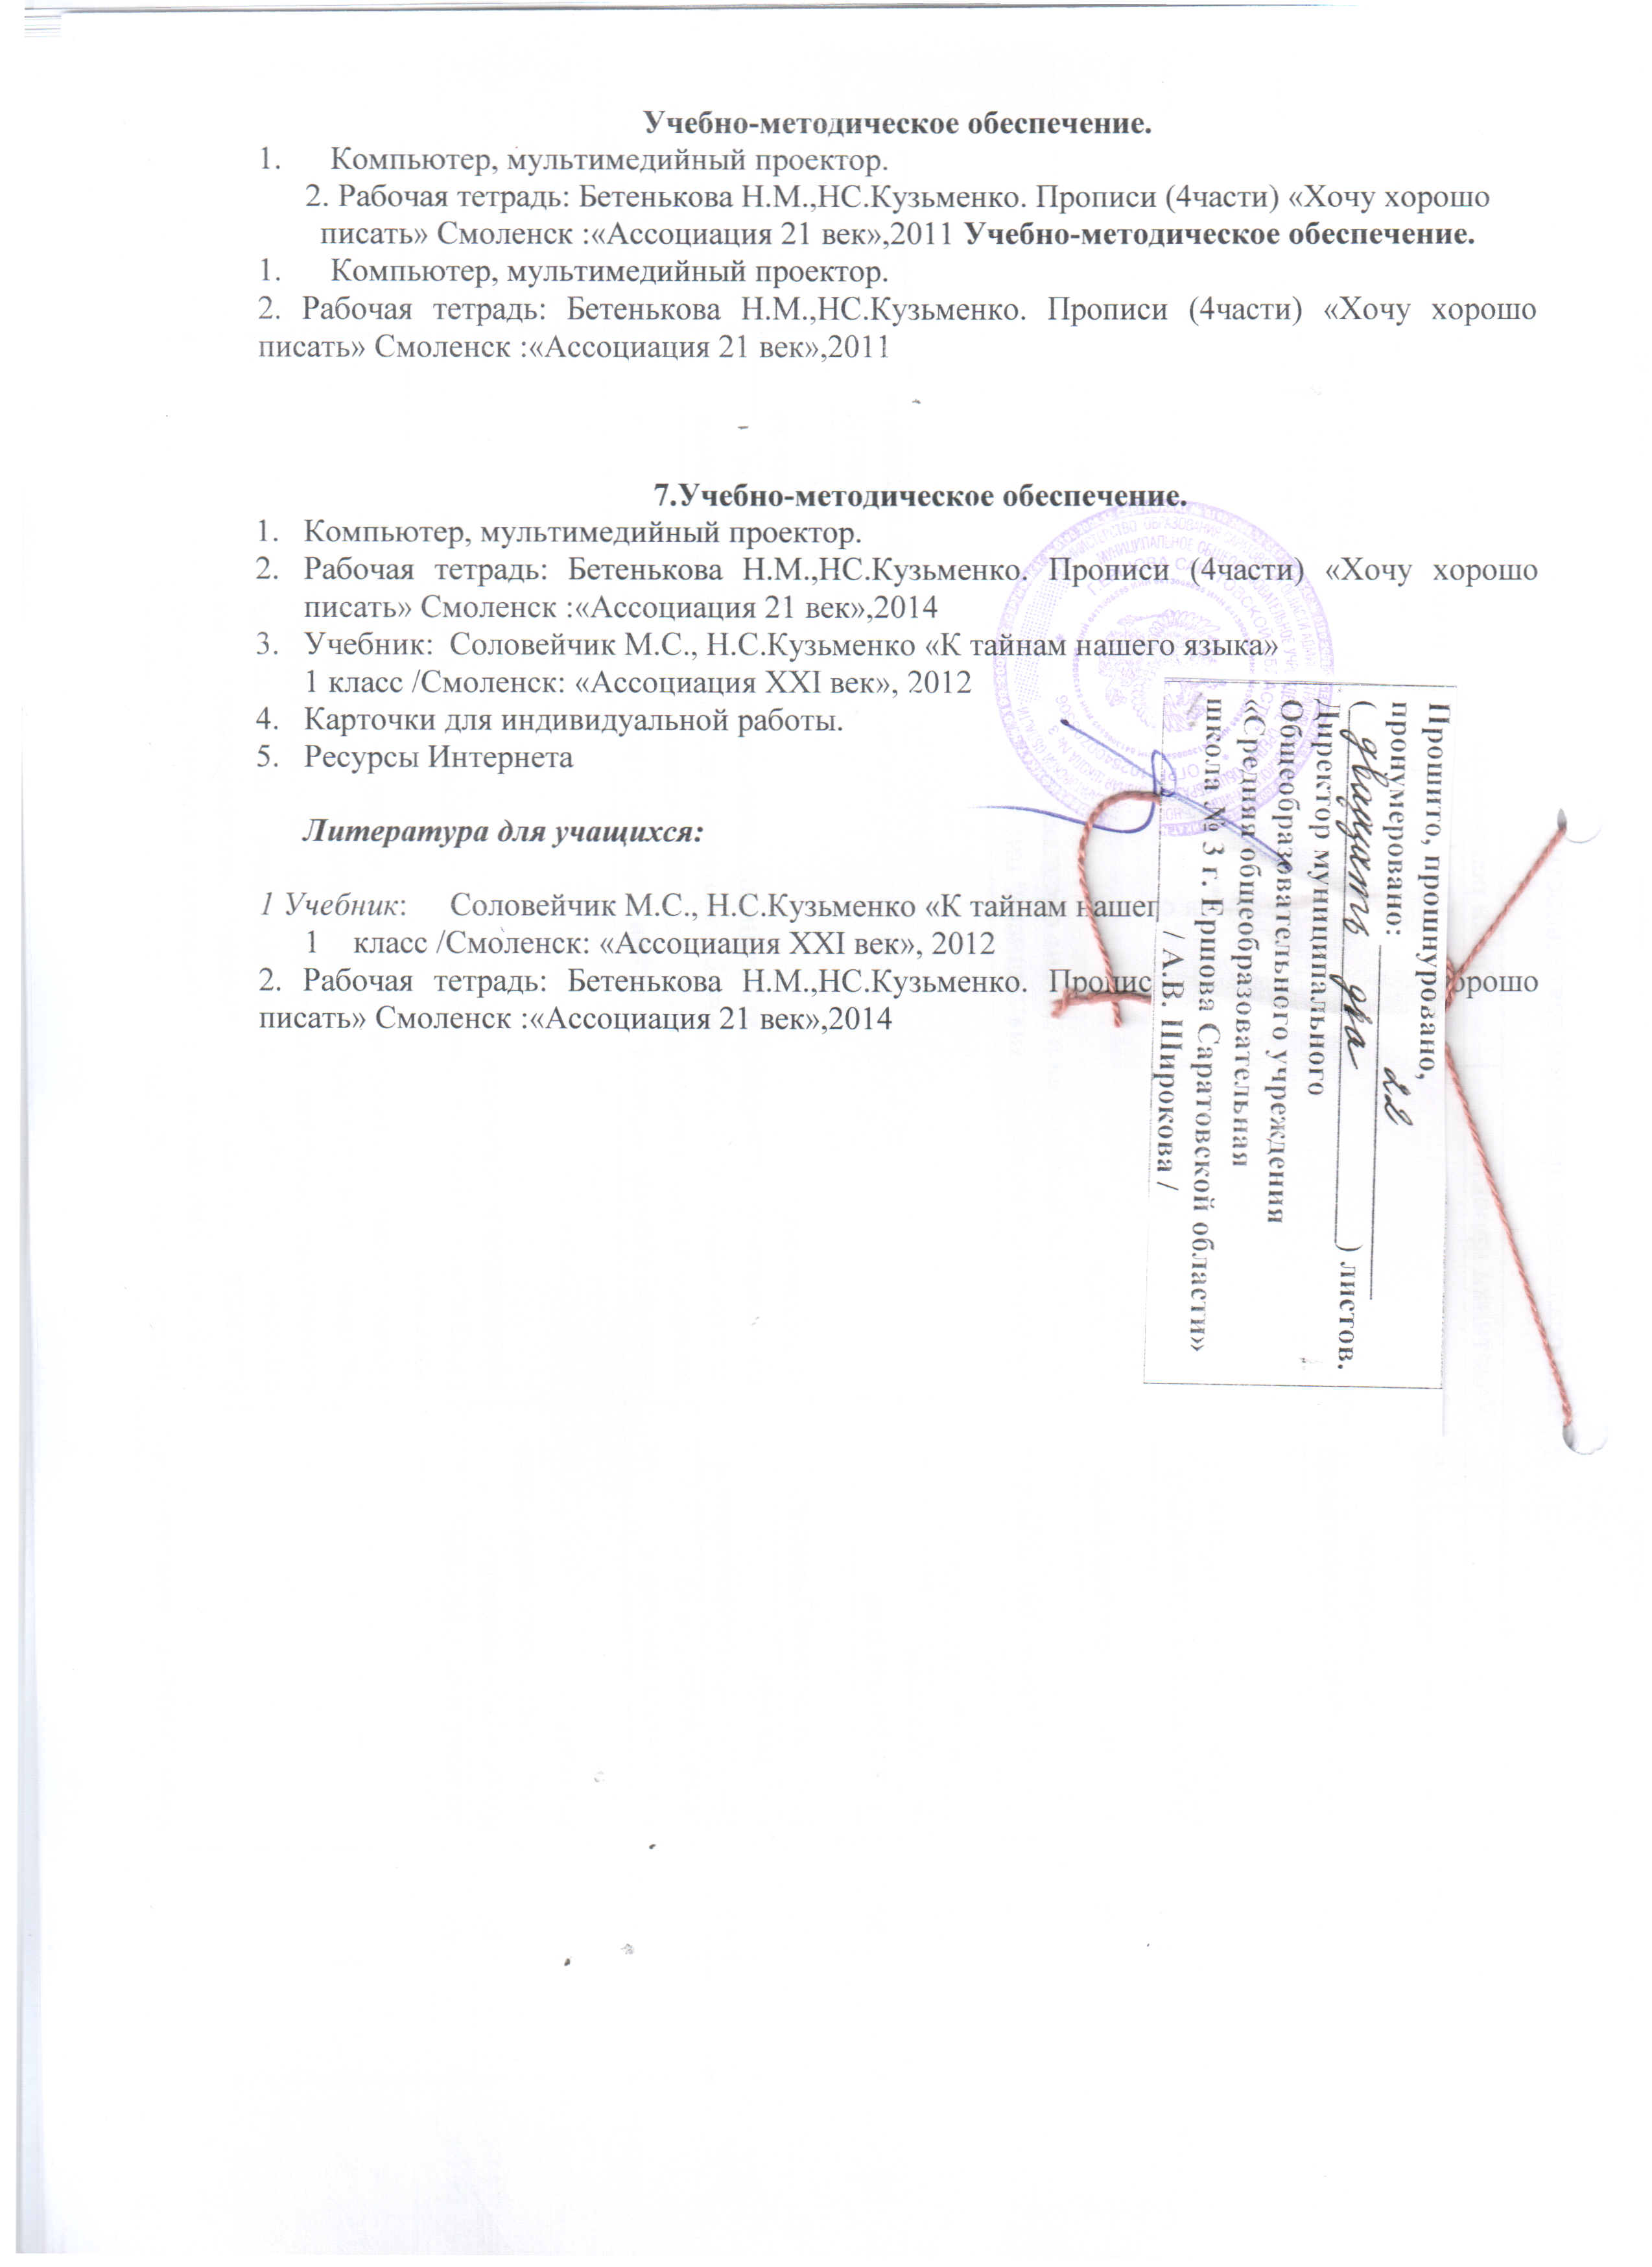 Учебно-методическое обеспечение.
1. Компьютер, мультимедийный проектор.
2. Рабочая тетрадь: Бетенькова Н.М.,НС.Кузьменко. Прописи (4части) «Хочу хорошо
писать» Смоленск :«Ассоциация 21 век»,2011 Учебно-методическое обеспечение.
1. Компьютер, мультимедийный проектор.
2. Рабочая тетрадь: Бетенькова Н.М.,НС.Кузьменко. Прописи (4части) «Хочу хорошо
писать» Смоленск :«Ассоциация 21 век»,2011
7.Учебно-методическое обеспечение.
1. Компьютер, мультимедийный проектор.
2. Рабочая тетрадь: Бетенькова Н.М.,НС.Кузьменко. Прописи (4части) «Хочу хорошо
писать» Смоленск :«Ассоциация 21 век»,2014
3. Учебник: Соловейчик М.С., Н.С.Кузьменко «К тайнам нашего языка»
1 класс /Смоленск: «Ассоциация XXI век», 2012
4. Карточки для индивидуальной работы.
5. Ресурсы Интернета
Литература для учащихся:
1 Учебник: Соловейчик М.С., Н.С.Кузьменко «К тайнам нашег
1 класс /Смоленск: «Ассоциация XXI век», 2012
2. Рабочая тетрадь: Бетенькова Н.М.,НС.Кузьменко. Пропис орошо
писать» Смоленск :«Ассоциация 21 век»,2014
Прошито, прошнуровано,
пронумеровано: 22
( двадцать два ) листов.
Директор муниципального
Общеобразовательного учреждения
«Средняя общеобразовательная
школа № 3 г. Ершова Саратовской области»
/ А.В. Широкова /